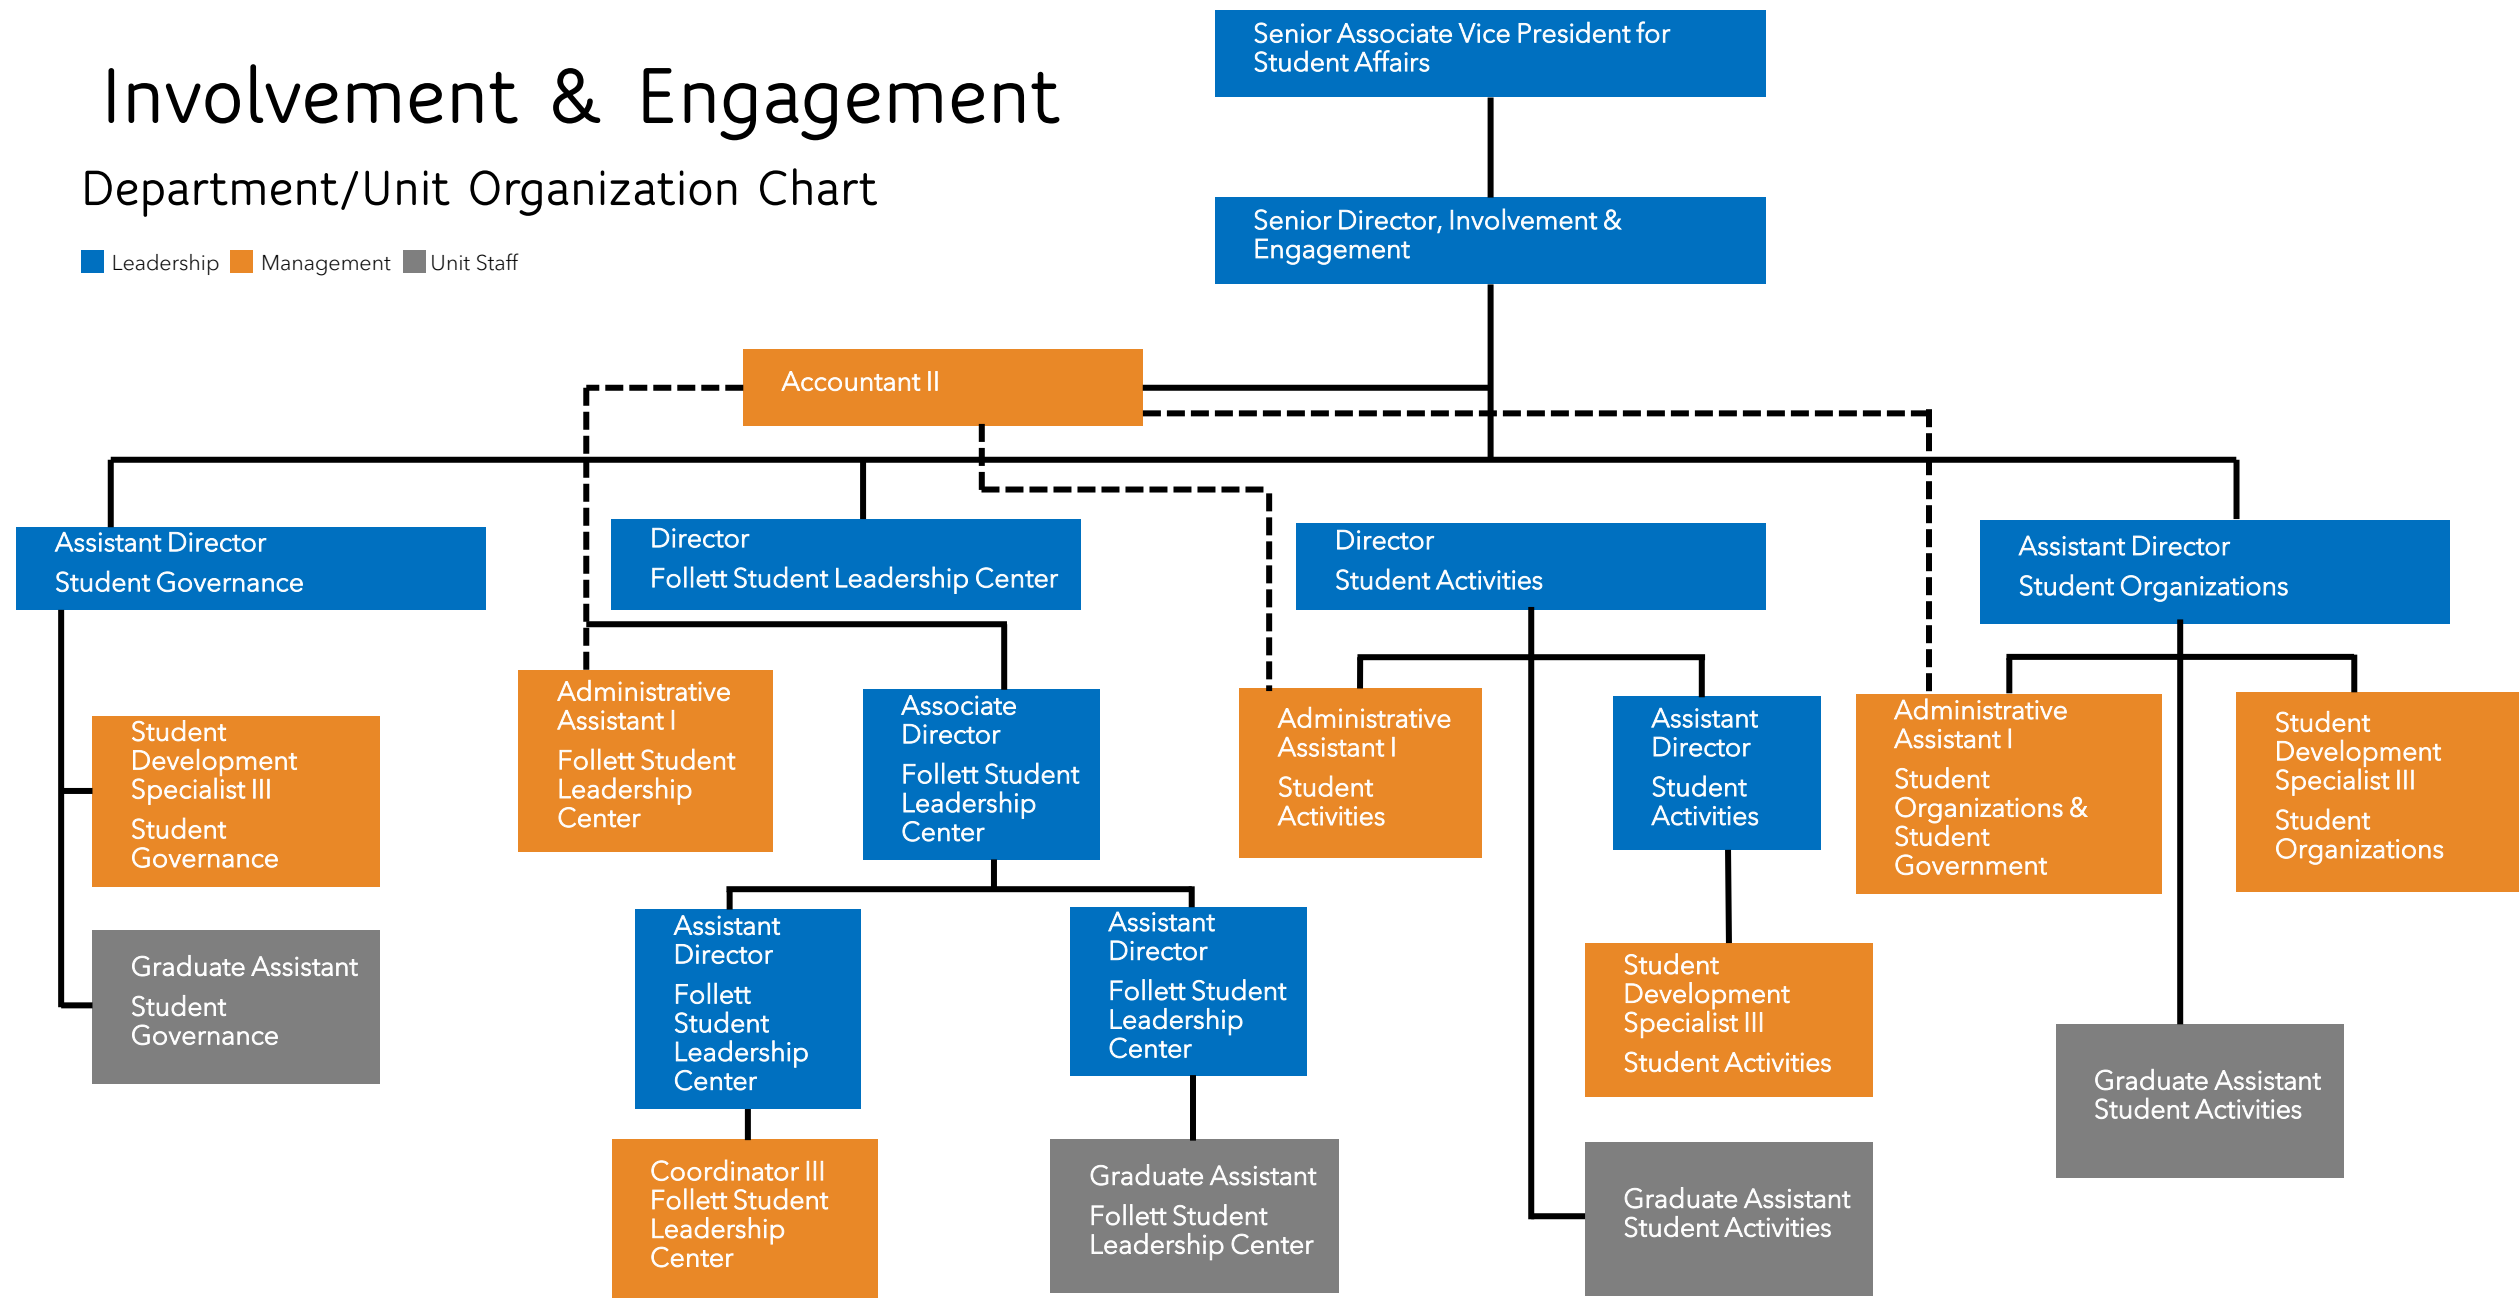 Involvement & Engagement
Department/Unit Organization Chart
Leadership
Management
Unit Staff
Senior Associate Vice President for
Student Affairs
Senior Director, Involvement &
Engagement
Accountant II
Assistant Director
Student Governance
Director
Follett Student Leadership Center
Director
Student Activities
Assistant Director
Student Organizations
Student
Development
Specialist III
Student
Governance
Graduate Assistant
Student
Governance
Administrative
Assistant I
Follett Student
Leadership
Center
Associate
Director
Follett Student
Leadership
Center
Assistant
Director
Follett
Student
Leadership
Center
Assistant
Director
Follett Student
Leadership
Center
Coordinator III
Follett Student
Leadership
Center
Graduate Assistant
Follett Student
Leadership Center
Administrative
Assistant I
Student
Activities
Assistant
Director
Student
Activities
Student
Development
Specialist III
Student Activities
Graduate Assistant
Student Activities
Administrative
Assistant I
Student
Organizations &
Student
Government
Student
Development
Specialist III
Student
Organizations
Graduate Assistant
Student Activities